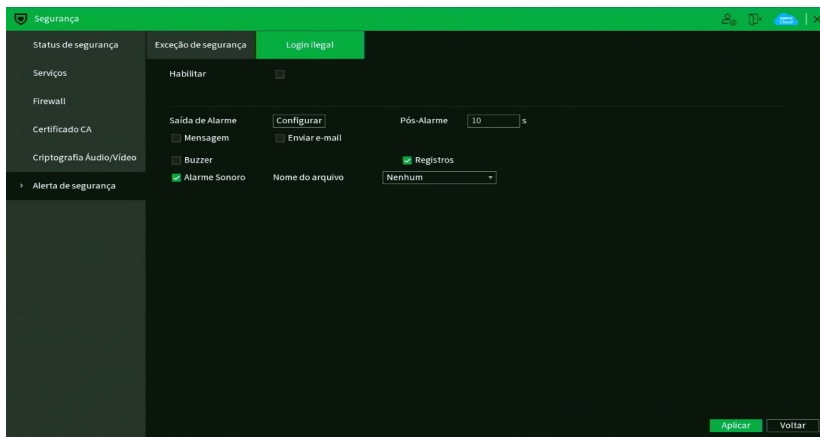 Segurança
Status de segurança
Serviços
Firewall
Certificado CA
Criptografia Áudio/Vídeo
Alerta de segurança
Exceção de segurança
Login ilegal
Habilitar
Saída de Alarme Configurar Pós-Alarme 10 s
Mensagem Enviar e-mail
Buzzer Registros
Alarme Sonoro Nome do arquivo Nenhum
Aplicar Voltar